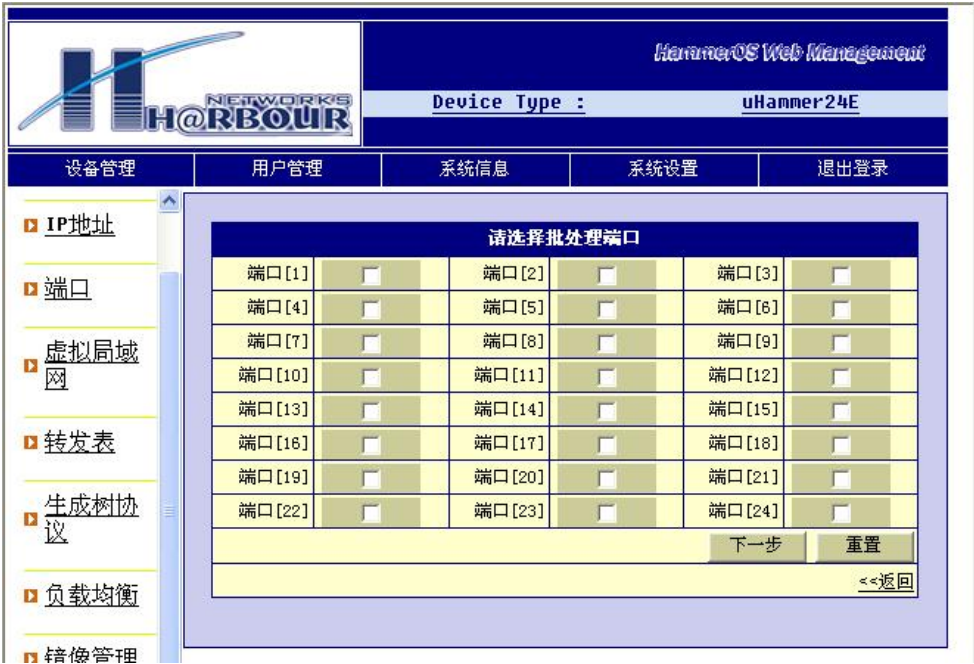 HammerOS Web Management
NETWORKS
H@RBOUR
Device Type : uHammer24E
设备管理 用户管理 系统信息 系统设置 退出登录
IP地址
端口
虚拟局域
网
转发表
生成树协
议
负载均衡
镜像管理
请选择批处理端口
端口[1] 端口[2] 端口[3]
端口[4] 端口[5] 端口[6]
端口[7] 端口[8] 端口[9]
端口[10] 端口[11] 端口[12]
端口[13] 端口[14] 端口[15]
端口[16] 端口[17] 端口[18]
端口[19] 端口[20] 端口[21]
端口[22] 端口[23] 端口[24]
下一步 重置
<<返回